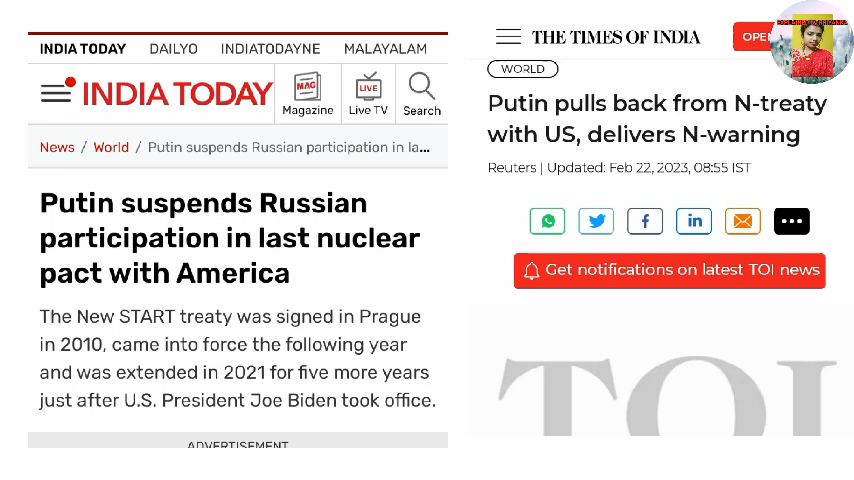 INDIA TODAY DAILYO INDIATODAYNE MALAYALAM
INDIA TODAY
MAG
Magazine
LIVE
Live TV
Search
News / World / Putin suspends Russian participation in la...
Putin suspends Russian
participation in last nuclear
pact with America
The New START treaty was signed in Prague
in 2010, came into force the following year
and was extended in 2021 for five more years
just after U.S. President Joe Biden took office.
ADVERTISEMENT
THE TIMES OF INDIA
OPEN
WORLD
Putin pulls back from N-treaty
with US, delivers N-warning
Reuters | Updated: Feb 22, 2023, 08:55 IST
Get notifications on latest TOI news
TOI